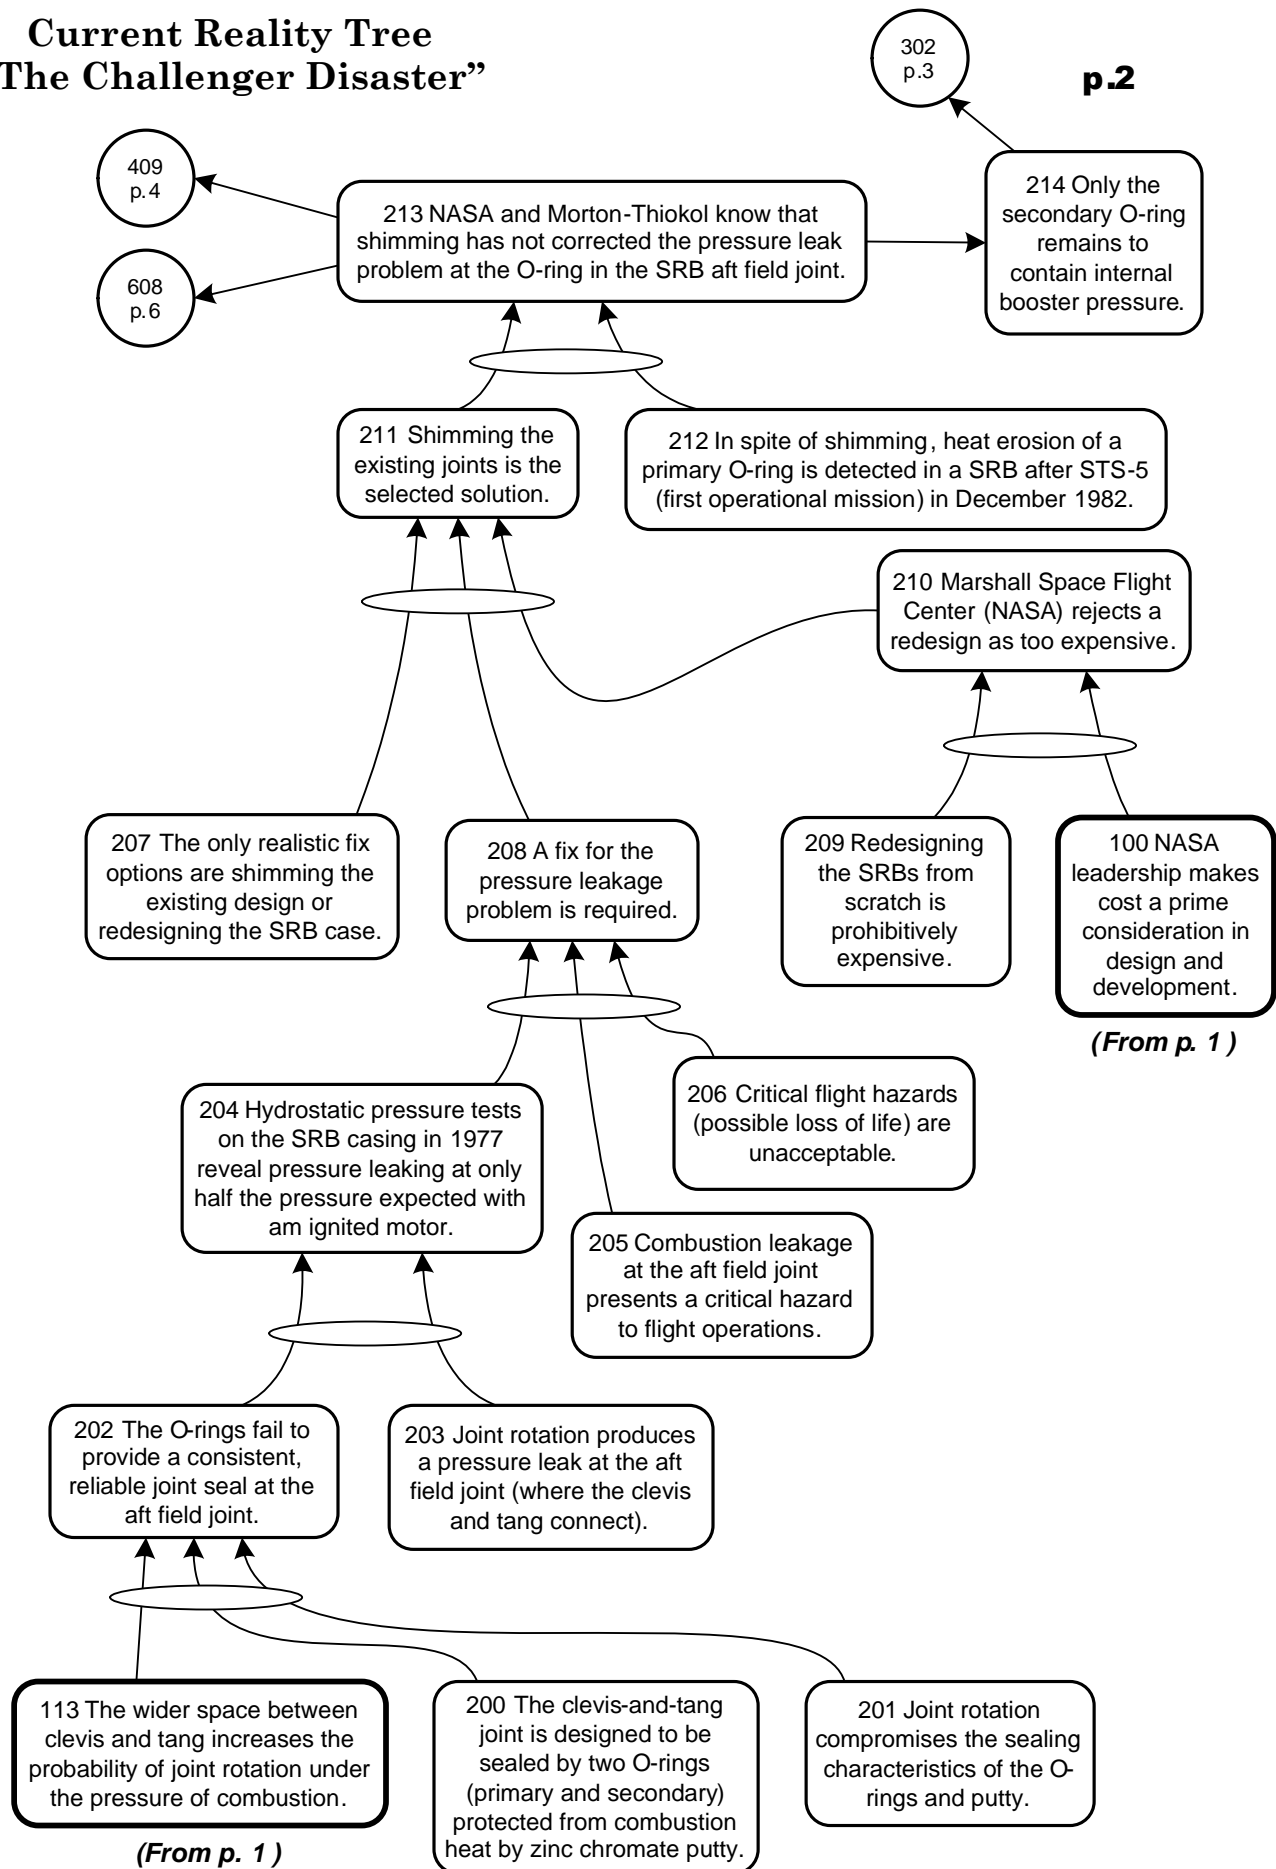 Current Reality Tree
The Challenger Disaster”
302
p.3
p.2
409
p.4
213 NASA and Morton-Thiokol know that
shimming has not corrected the pressure leak
problem at the O-ring in the SRB aft field joint.
214 Only the
secondary O-ring
remains to
contain internal
booster pressure.
608
p.6
211 Shimming the
existing joints is the
selected solution.
212 In spite of shimming, heat erosion of a
primary O-ring is detected in a SRB after STS-5
(first operational mission) in December 1982.
210 Marshall Space Flight
Center (NASA) rejects a
redesign as too expensive.
207 The only realistic fix
options are shimming the
existing design or
redesigning the SRB case.
208 A fix for the
pressure leakage
problem is required.
209 Redesigning
the SRBs from
scratch is
prohibitively
expensive.
100 NASA
leadership makes
cost a prime
consideration in
design and
development.
(From p. 1 )
204 Hydrostatic pressure tests
on the SRB casing in 1977
reveal pressure leaking at only
half the pressure expected with
am ignited motor.
206 Critical flight hazards
(possible loss of life) are
unacceptable.
205 Combustion leakage
at the aft field joint
presents a critical hazard
to flight operations.
202 The O-rings fail to
provide a consistent,
reliable joint seal at the
aft field joint.
203 Joint rotation produces
a pressure leak at the aft
field joint (where the clevis
and tang connect).
113 The wider space between
clevis and tang increases the
probability of joint rotation under
the pressure of combustion.
(From p. 1 )
200 The clevis-and-tang
joint is designed to be
sealed by two O-rings
(primary and secondary)
protected from combustion
heat by zinc chromate putty.
201 Joint rotation
compromises the sealing
characteristics of the O-
rings and putty.